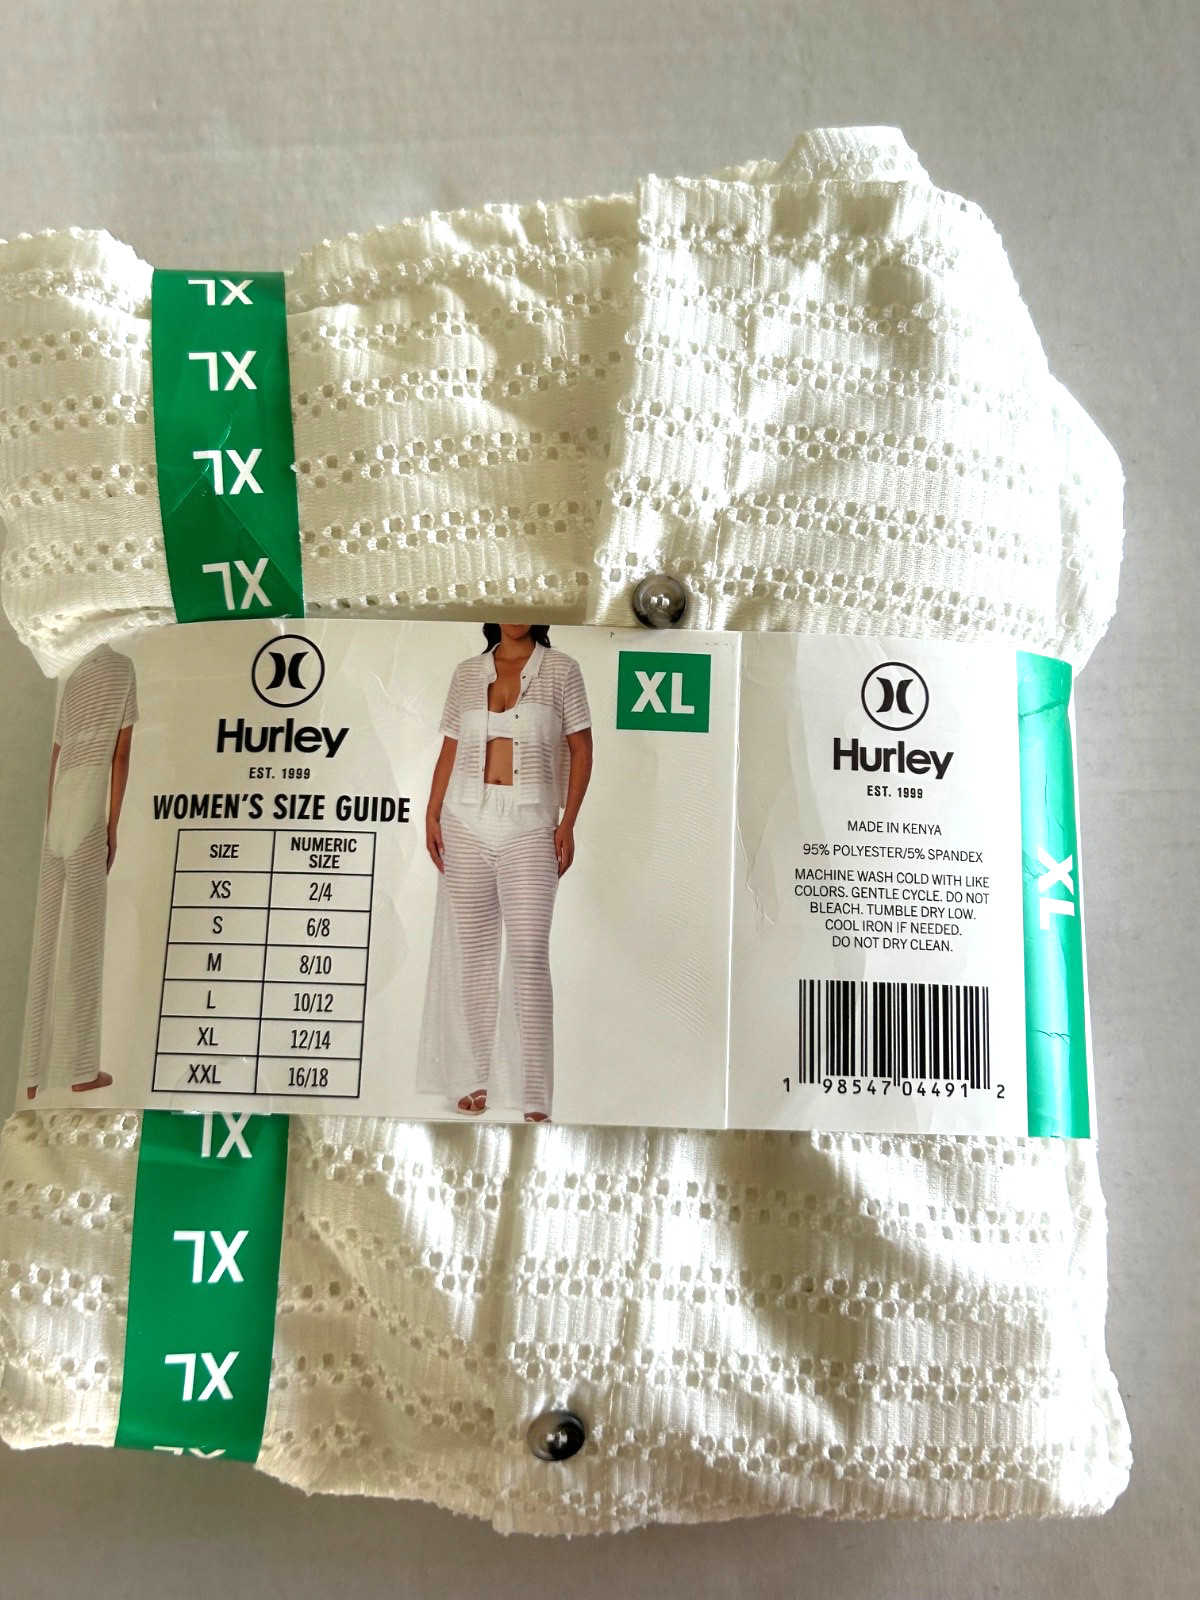 XL
XL
XL
XL
Hurley
EST. 1999
WOMEN'S SIZE GUIDE
SIZE NUMERIC SIZE
XS 2/4
S 6/8
M 8/10
L 10/12
XL 12/14
XXL 16/18
XL
Hurley
EST. 1999
MADE IN KENYA
95% POLYESTER/5% SPANDEX
MACHINE WASH COLD WITH LIKE
COLORS. GENTLE CYCLE. DO NOT
BLEACH. TUMBLE DRY LOW.
COOL IRON IF NEEDED.
DO NOT DRY CLEAN.
1 98547 04491 2
XL
XL
XL
XL